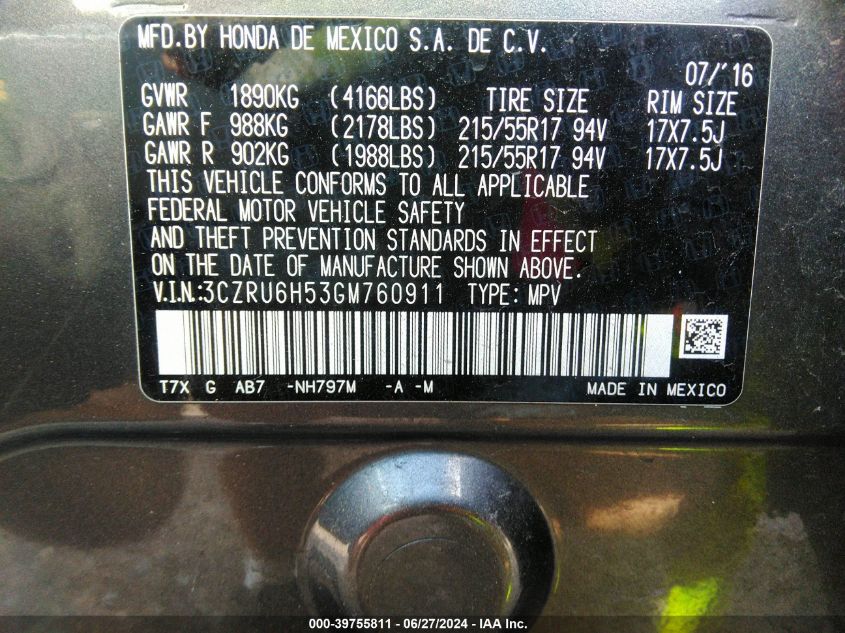 MFD.BY HONDA DE MEXICO S.A. DE C.V.
07/'16
GVWR 1890KG (4166LBS) TIRE SIZE RIM SIZE
GAWR F 988KG (2178LBS) 215/55R17 94V 17X7.5J
GAWR R 902KG (1988LBS) 215/55R17 94V 17X7.5J
THIS VEHICLE CONFORMS TO ALL APPLICABLE
FEDERAL MOTOR VEHICLE SAFETY
AND THEFT PREVENTION STANDARDS IN EFFECT
ON THE DATE OF MANUFACTURE SHOWN ABOVE.
V.I.N.:3CZRU6H53GM760911 TYPE: MPV
T7X G AB7 -NH797M -A -M MADE IN MEXICO
000-39755811 - 06/27/2024 - IAA Inc.